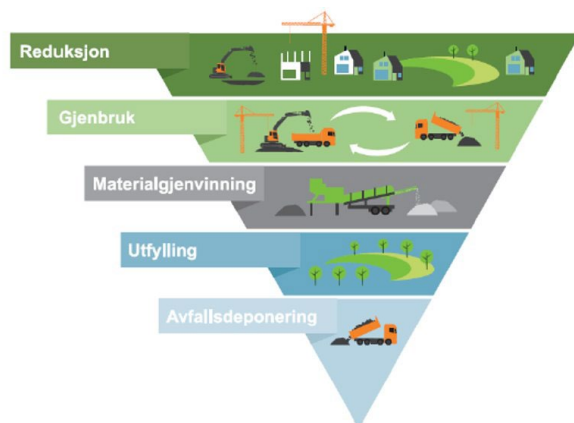 Reduksjon
Gjenbruk
Materialgjenvinning
Utfylling
Avfallsdeponering